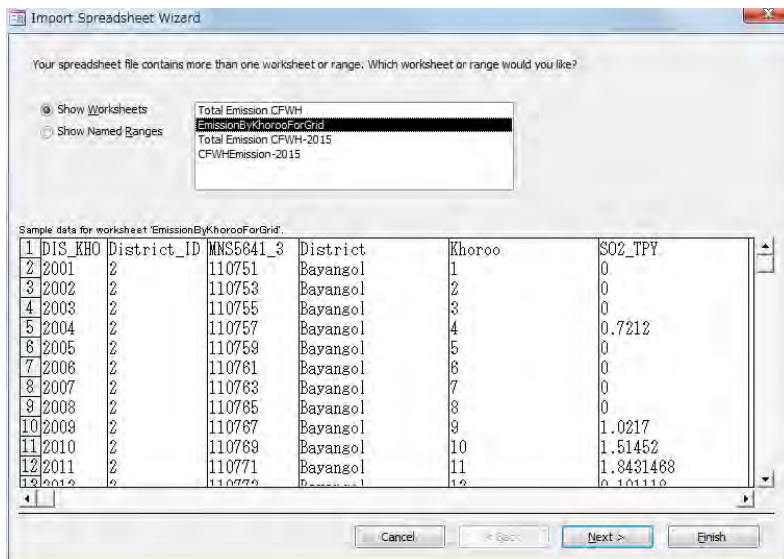 Import Spreadsheet Wizard
Your spreadsheet file contains more than one worksheet or range. Which worksheet or range would you like?
Show Worksheets
Show Named Ranges
Total Emission CFWH
EmissionByKhorooForGrid
Total Emission CFWH-2015
CFWHEmission-2015
Sample data for worksheet 'EmissionByKhorooForGrid'.
1 DIS_KHO District_ID MNS5641_3 District Khoroo SO2_TPY
2 2001 2 110751 Bayangol 1 0
3 2002 2 110753 Bayangol 2 0
4 2003 2 110755 Bayangol 3 0
5 2004 2 110757 Bayangol 4 0.7212
6 2005 2 110759 Bayangol 5 0
7 2006 2 110761 Bayangol 6 0
8 2007 2 110763 Bayangol 7 0
9 2008 2 110765 Bayangol 8 0
10 2009 2 110767 Bayangol 9 1.0217
11 2010 2 110769 Bayangol 10 1.51452
12 2011 2 110771 Bayangol 11 1.8431468
Cancel < Back Next > Finish